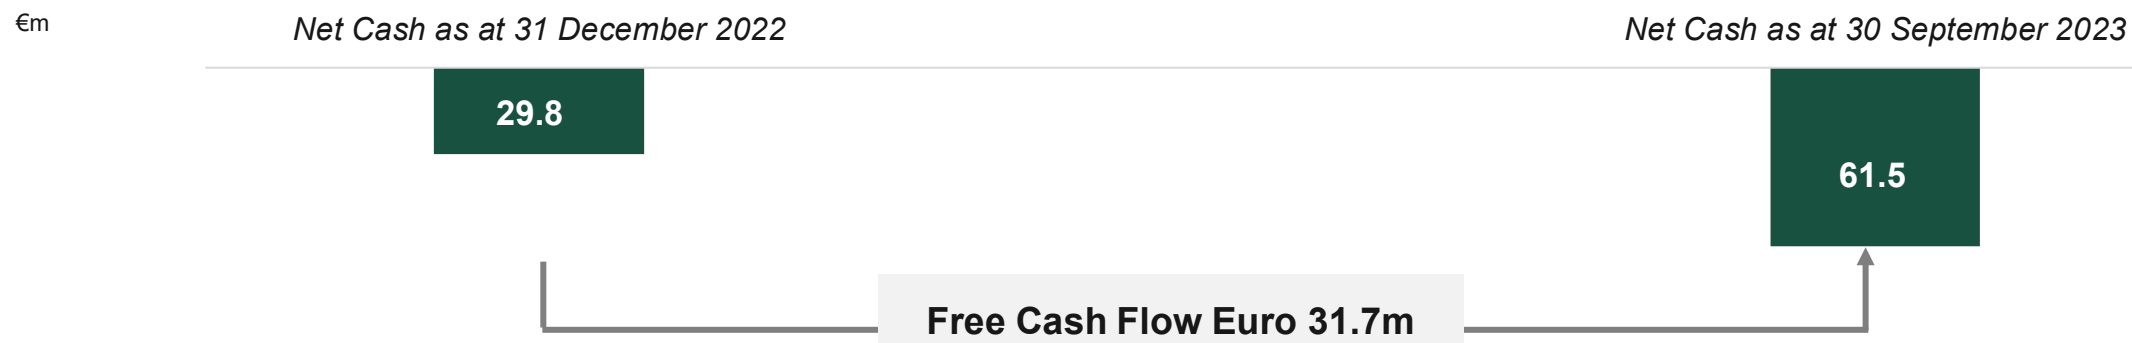 €m
Net Cash as at 31 December 2022
Net Cash as at 30 September 2023
29.8
61.5
Free Cash Flow Euro 31.7m